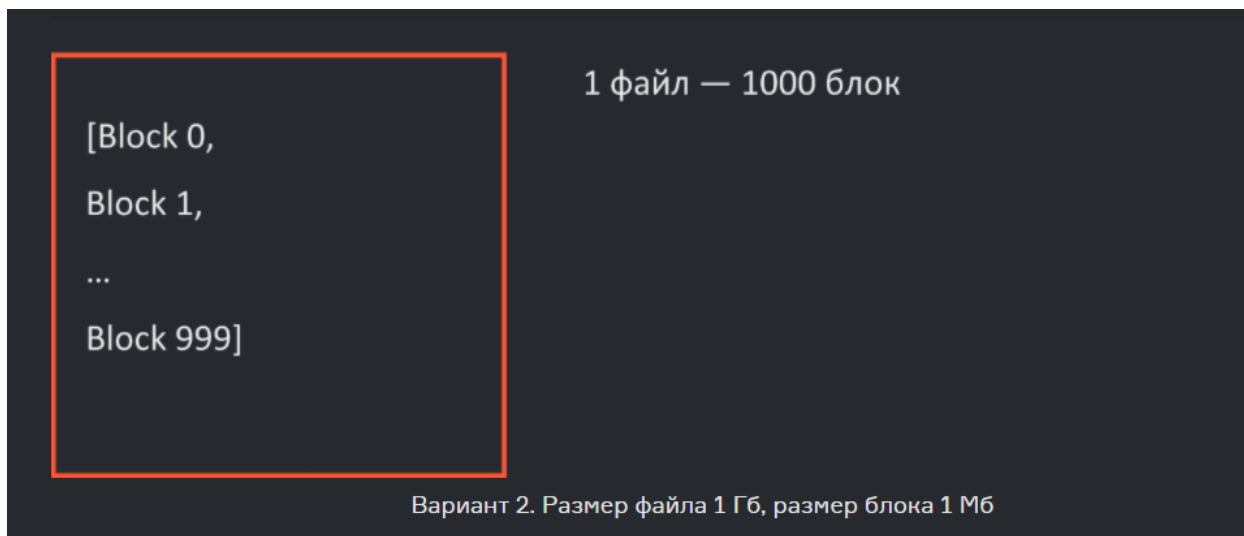 1 файл — 1000 блок
[Block 0,
Block 1,
...
Block 999]
Вариант 2. Размер файла 1 Гб, размер блока 1 Мб